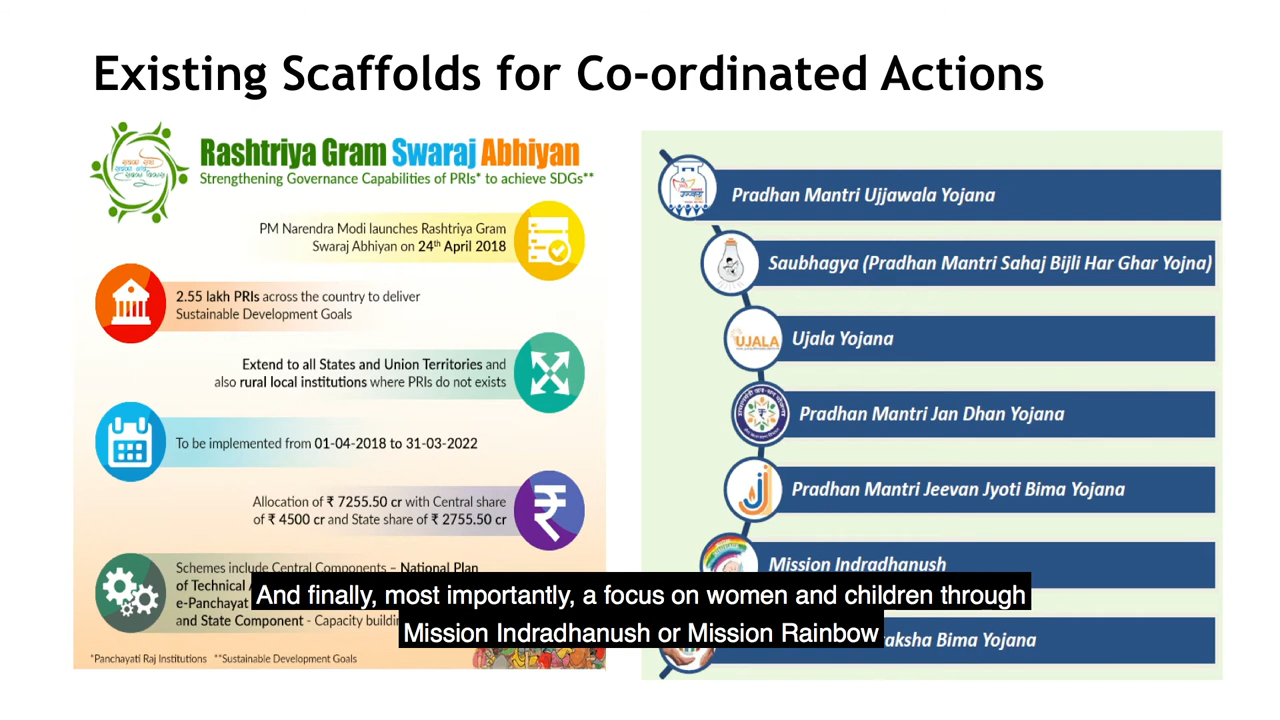 Existing Scaffolds for Co-ordinated Actions
Rashtriya Gram Swaraj Abhiyan
Strengthening Governance Capabilities of PRIs* to achieve SDGs**
PM Narendra Modi launches Rashtriya Gram
Swaraj Abhiyan on 24th April 2018
2.55 lakh PRIs across the country to deliver
Sustainable Development Goals
Extend to all States and Union Territories and
also rural local institutions where PRIs do not exists
To be implemented from 01-04-2018 to 31-03-2022
Allocation of ₹ 7255.50 cr with Central share
of ₹ 4500 cr and State share of ₹ 2755.50 cr
Schemes include Central Components – National Plan
of Technical
e-Panchayat
and State Component - Capacity
*Panchayati Raj Institutions **Sustainable Development Goals
Pradhan Mantri Ujjawala Yojana
Saubhagya (Pradhan Mantri Sahaj Bijli Har Ghar Yojna)
UJALA
Ujala Yojana
Pradhan Mantri Jan Dhan Yojana
Pradhan Mantri Jeevan Jyoti Bima Yojana
Mission Indradhanush
Bima Yojana
And finally, most importantly, a focus on women and children through
Mission Indradhanush or Mission Rainbow